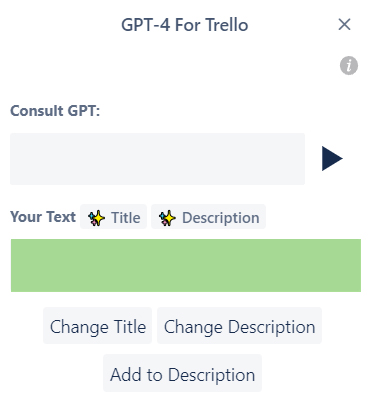 GPT-4 For Trello
Consult GPT:
Your Text Title Description
Change Title Change Description
Add to Description